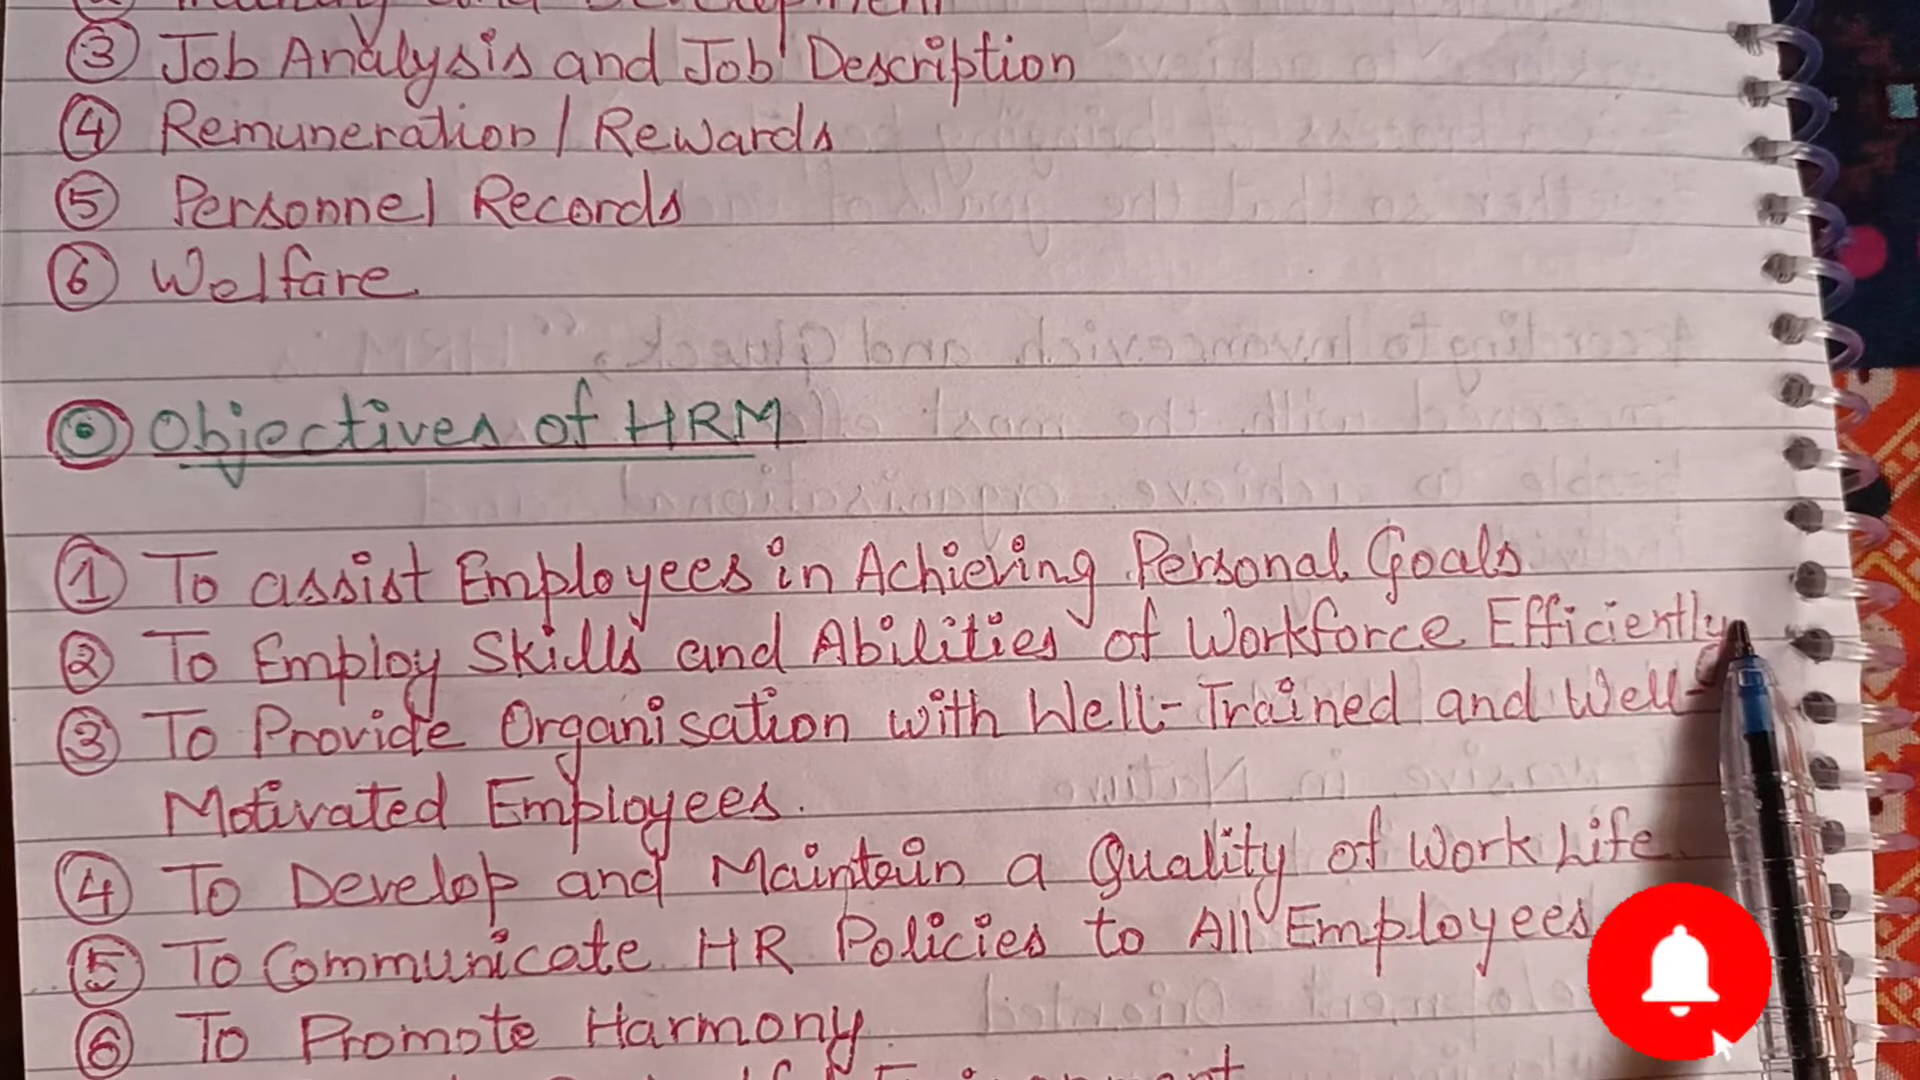 ③ Job Analysis and Job Description
④ Remuneration / Rewards
⑤ Personnel Records
⑥ Welfare
Objectives of HRM
① To assist Employees in Achieving Personal Goals
② To Employ Skills and Abilities of Workforce Efficiently
③ To Provide Organisation with Well-Trained and Well-
Motivated Employees.
④ To Develop and Maintain a Quality of Work Life.
⑤ To Communicate HR Policies to All Employees
⑥ To Promote Harmony.